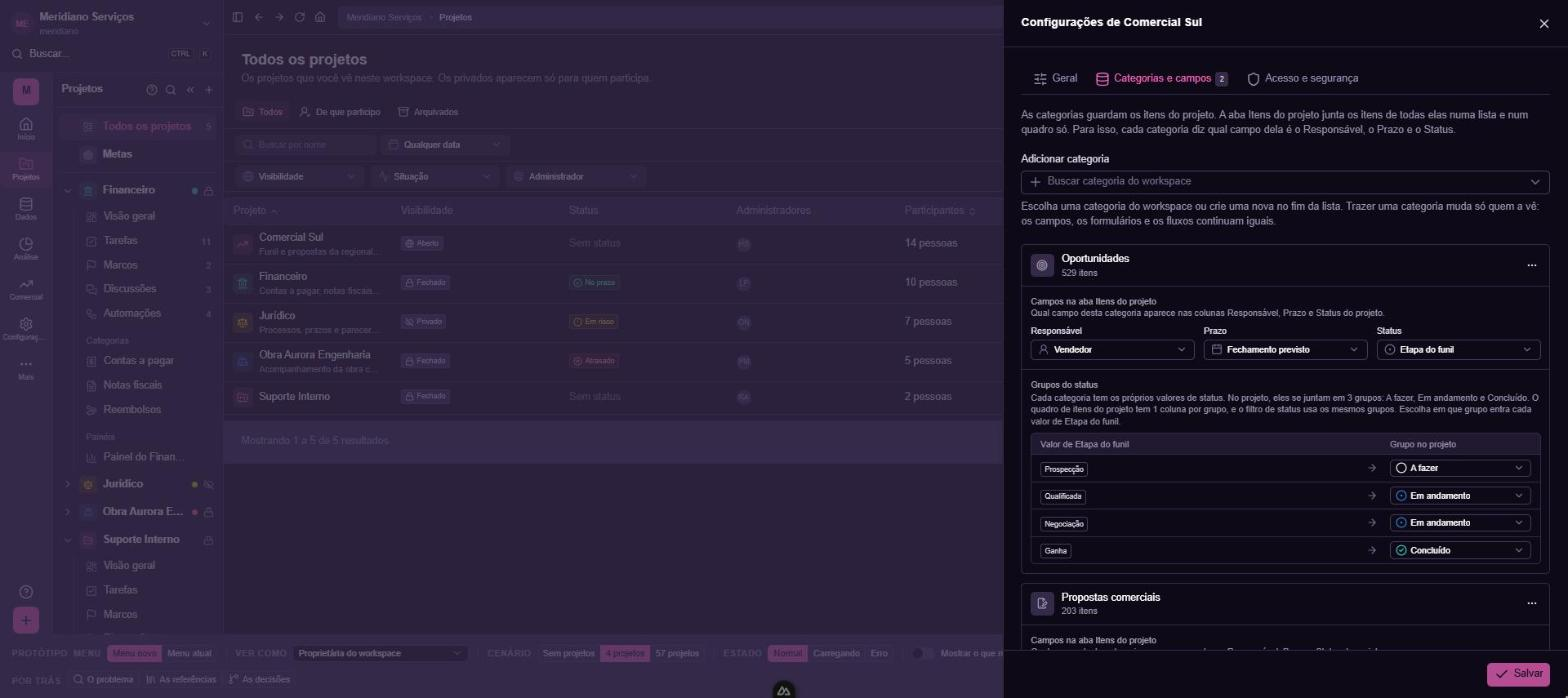 ME
Meridiano Serviços
meridiano
Buscar...
CTRL K
M
Início
Projetos
Dados
Análise
Comercial
Configuraç...
Mais
Projetos
Todos os projetos 5
Metas
Financeiro
Visão geral
Tarefas 11
Marcos 2
Discussões 3
Automações 4
Categorias
Contas a pagar
Notas fiscais
Reembolsos
Painéis
Painel do Finan...
Jurídico
Obra Aurora E...
Suporte Interno
Visão geral
Tarefas
Marcos
Meridiano Serviços > Projetos
Todos os projetos
Os projetos que você vê neste workspace. Os privados aparecem só para quem participa.
Todos
De que participo
Arquivados
Buscar por nome
Qualquer data
Visibilidade
Situação
Administrador
Projeto Visibilidade Status Administradores Participantes
Comercial Sul Aberto Sem status 14 pessoas
Funil e propostas da regional...
Financeiro Fechado No prazo LP 10 pessoas
Contas a pagar, notas fiscais...
Jurídico Privado Em risco 7 pessoas
Processos, prazos e parecer...
Obra Aurora Engenharia Fechado Atrasado 5 pessoas
Acompanhamento da obra c...
Suporte Interno Fechado Sem status 2 pessoas
Mostrando 1 a 5 de 5 resultados
PROTÓTIPO MENU Menu novo Menu atual VER COMO Proprietária do workspace CENÁRIO Sem projetos 4 projetos 57 projetos ESTADO Normal Carregando Erro Mostrar o que m
POR TRÁS O problema As referências As decisões
Configurações de Comercial Sul
Geral
Categorias e campos 2
Acesso e segurança
As categorias guardam os itens do projeto. A aba Itens do projeto junta os itens de todas elas numa lista e num
quadro só. Para isso, cada categoria diz qual campo dela é o Responsável, o Prazo e o Status.
Adicionar categoria
Buscar categoria do workspace
Escolha uma categoria do workspace ou crie uma nova no fim da lista. Trazer uma categoria muda só quem a vê:
os campos, os formulários e os fluxos continuam iguais.
Oportunidades
529 itens
Campos na aba Itens do projeto
Qual campo desta categoria aparece nas colunas Responsável, Prazo e Status do projeto.
Responsável Prazo Status
Vendedor Fechamento previsto Etapa do funil
Grupos do status
Cada categoria tem os próprios valores de status. No projeto, eles se juntam em 3 grupos: A fazer, Em andamento e Concluído. O
quadro de itens do projeto tem 1 coluna por grupo, e o filtro de status usa os mesmos grupos. Escolha em que grupo entra cada
valor de Etapa do funil.
Valor de Etapa do funil Grupo no projeto
Prospecção → A fazer
Qualificada → Em andamento
Negociação → Em andamento
Ganha → Concluído
Propostas comerciais
203 itens
Campos na aba Itens do projeto
Salvar